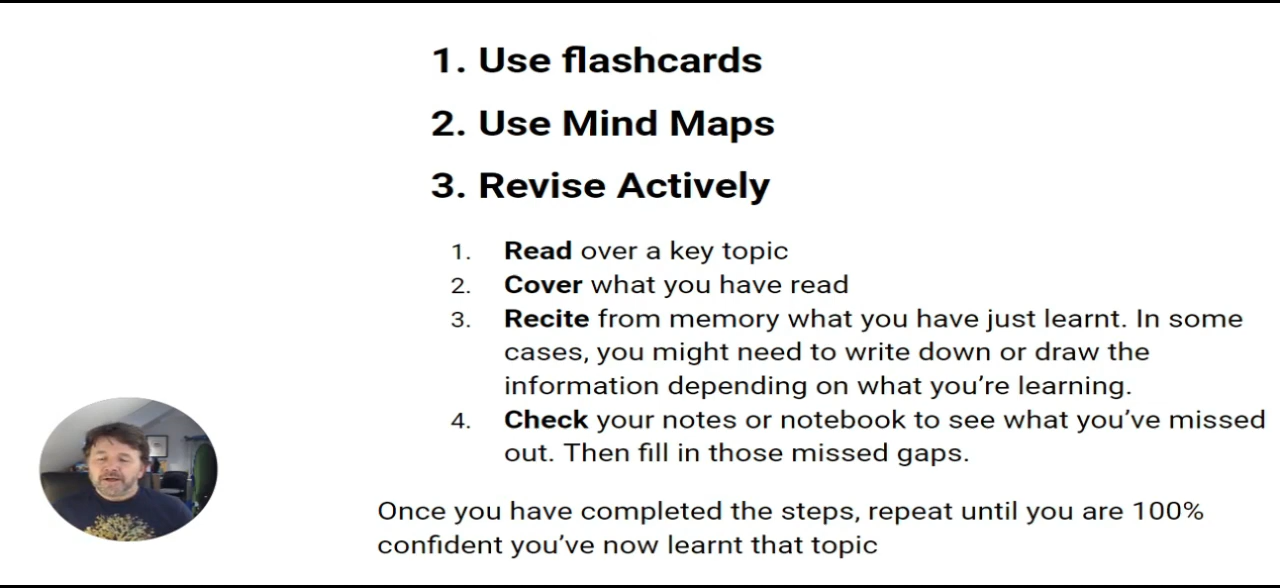 1. Use flashcards
2. Use Mind Maps
3. Revise Actively
1. Read over a key topic
2. Cover what you have read
3. Recite from memory what you have just learnt. In some
cases, you might need to write down or draw the
information depending on what you’re learning.
4. Check your notes or notebook to see what you’ve missed
out. Then fill in those missed gaps.
Once you have completed the steps, repeat until you are 100%
confident you’ve now learnt that topic